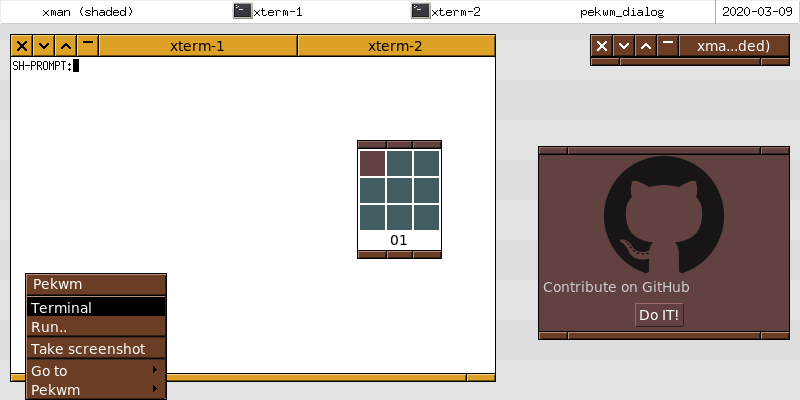 xman (shaded) xterm-1 xterm-2 pekwm_dialog 2020-03-09
xterm-1 xterm-2
xma...ded)
SH-PROMPT:
01
Contribute on GitHub
Do IT!
Pekwm
Terminal
Run..
Take screenshot
Go to
Pekwm